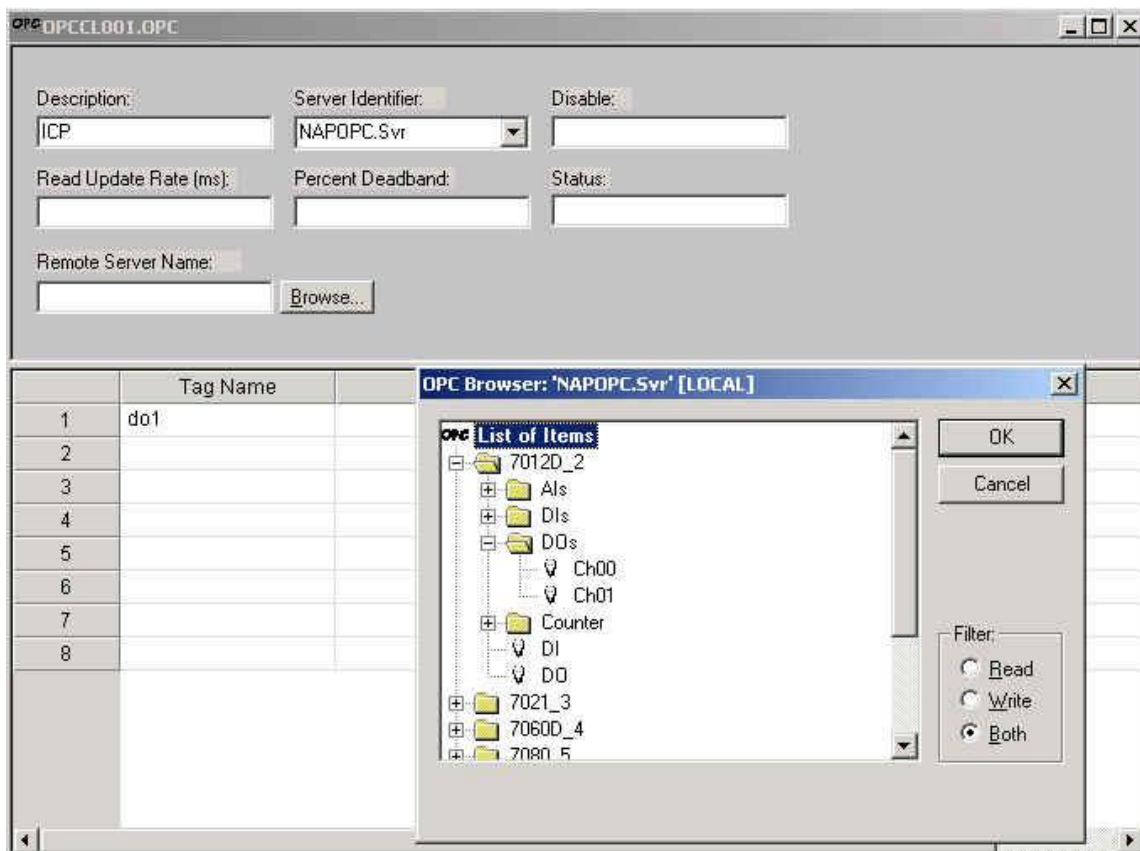 OPC OPCCL001.OPC
Description: Server Identifier: Disable:
ICP NAPOPC.Svr
Read Update Rate (ms): Percent Deadband: Status:
Remote Server Name:
Browse...
Tag Name
OPC Browser: 'NAPOPC.Svr' [LOCAL]
1 do1
2
3
4
5
6
7
8
OPC List of Items
7012D_2
AIs
DIs
DOs
Ch00
Ch01
Counter
DI
DO
7021_3
7060D_4
7080_5
OK
Cancel
Filter:
Read
Write
Both